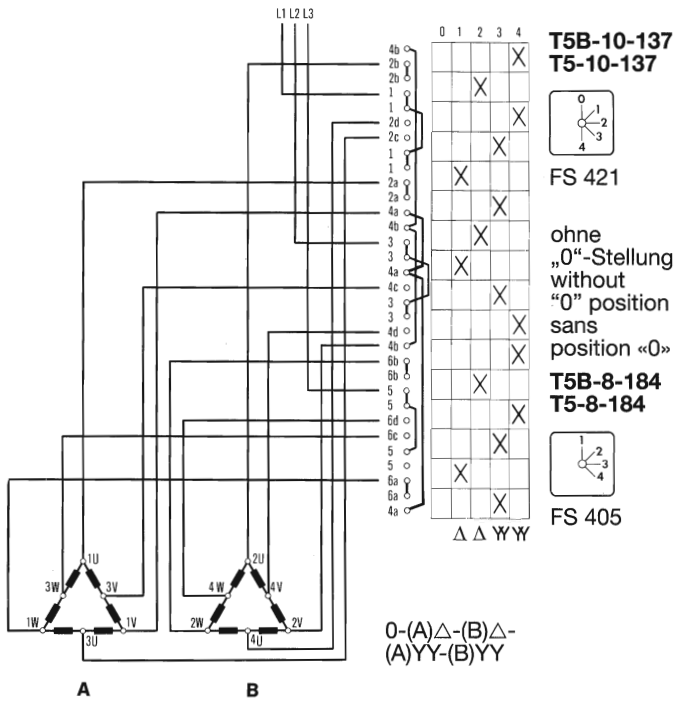 L1 L2 L3
0 1 2 3 4
4b
2b
2b
1
1
2d
2c
1
1
2a
2a
4a
4b
3
3
4a
4c
3
3
4d
4b
6b
6b
5
5
6d
6c
5
5
6a
6a
4a
Δ Δ YY YY
T5B-10-137
T5-10-137
0
1
2
3
4
FS 421
ohne
„0“-Stellung
without
“0” position
sans
position «0»
T5B-8-184
T5-8-184
1
2
3
4
FS 405
1U
3W 3V
1W 3U 1V
2U
4W 4V
2W 4U 2V
0-(A)△-(B)△-
(A)YY-(B)YY
A B